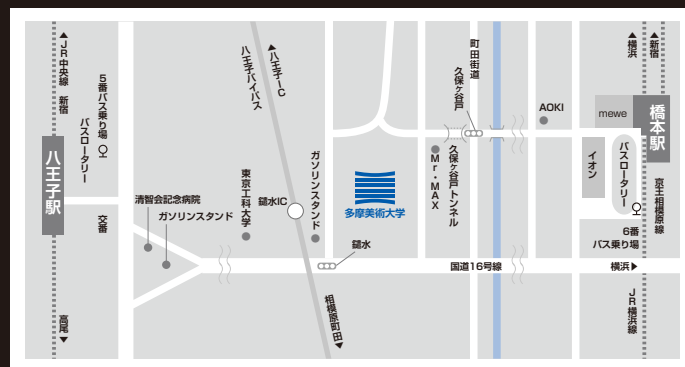 ▲JR中央線 新宿
5番バス乗り場
バスロータリー
八王子駅
交番
高尾▼
清智会記念病院
ガソリンスタンド
東京工科大学
八王子バイパス
▲八王子IC
鑓水IC
ガソリンスタンド
相模原町田▼
多摩美術大学
鑓水
町田街道
久保ヶ谷戸
久保ヶ谷戸トンネル
Mr・MAX
国道16号線
AOKI
▲横浜
▲新宿
mewe
橋本駅
イオン
バスロータリー
京王相模原線
6番
バス乗り場
横浜▶
JR横浜線